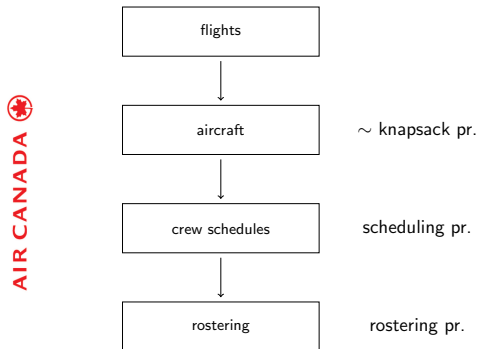 flights
AIR CANADA
aircraft
∼ knapsack pr.
crew schedules
scheduling pr.
rostering
rostering pr.